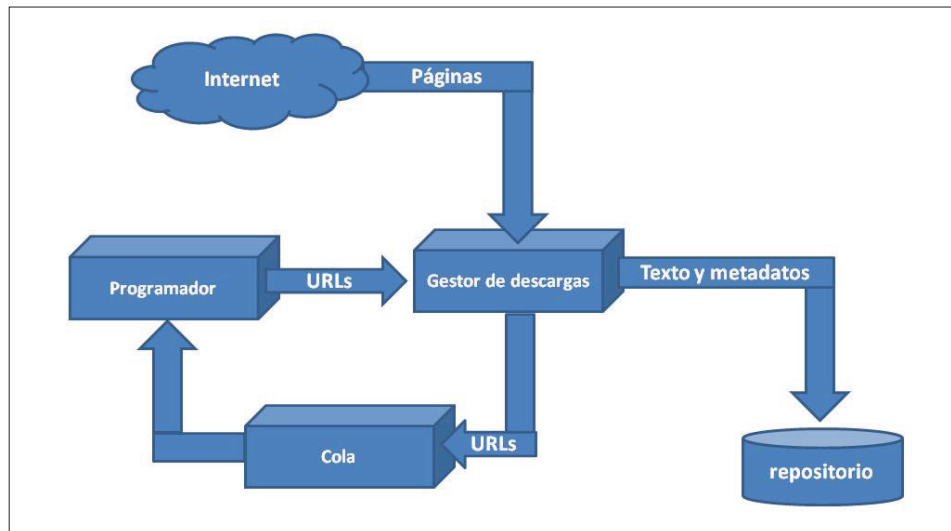 Internet
Páginas
Programador
URLs
Gestor de descargas
Texto y metadatos
Cola
URLs
repositorio